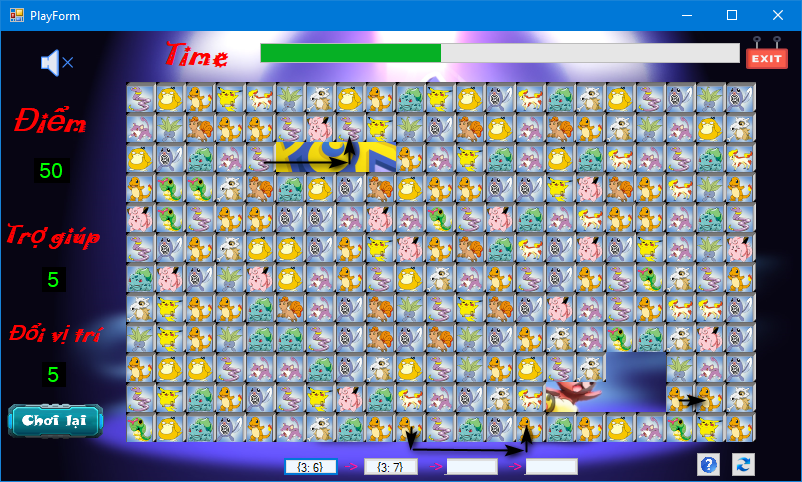 PlayForm
Time
EXIT
Điểm
50
Trợ giúp
5
Đổi vị trí
5
Chơi lại
{3: 6} -> {3: 7} -> ->